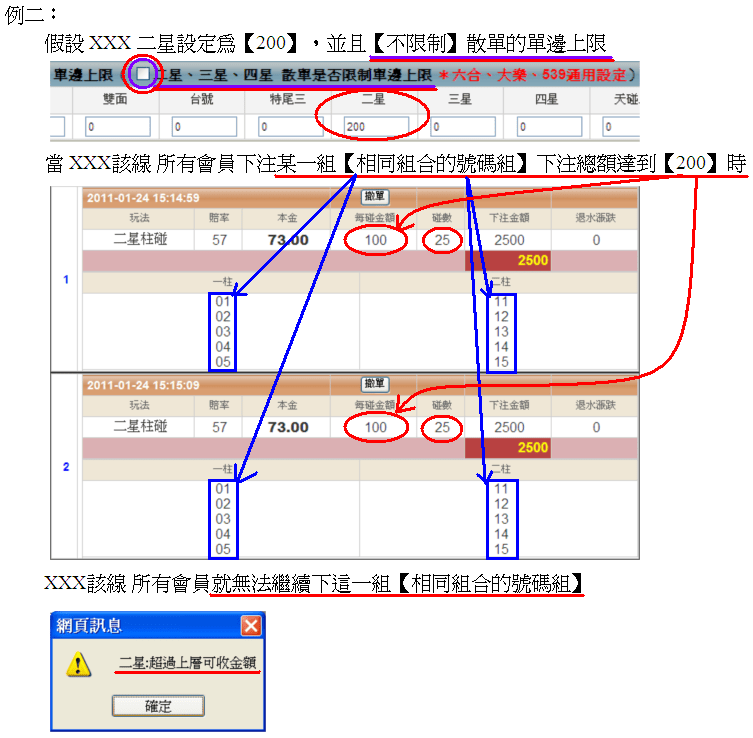 例二：
假設 XXX 二星設定為【200】，並且【不限制】散單的單邊上限
單邊上限（ 二星、三星、四星 散單是否限制單邊上限 ＊六合、大樂、539通用設定）
雙面 台號 特尾三 二星 三星 四星 天碰
0 0 0 200 0 0 0
當 XXX該線 所有會員下注某一組【相同組合的號碼組】下注總額達到【200】時
2011-01-24 15:14:59 撤單
玩法 賠率 本金 每碰金額 碰數 下注金額 退水漲跌
二星柱碰 57 73.00 100 25 2500 0
2500
1 一柱 二柱
01 11
02 12
03 13
04 14
05 15
2011-01-24 15:15:09 撤單
玩法 賠率 本金 每碰金額 碰數 下注金額 退水漲跌
二星柱碰 57 73.00 100 25 2500 0
2500
2 一柱 二柱
01 11
02 12
03 13
04 14
05 15
XXX該線 所有會員就無法繼續下這一組【相同組合的號碼組】
網頁訊息
二星:超過上層可收金額
確定